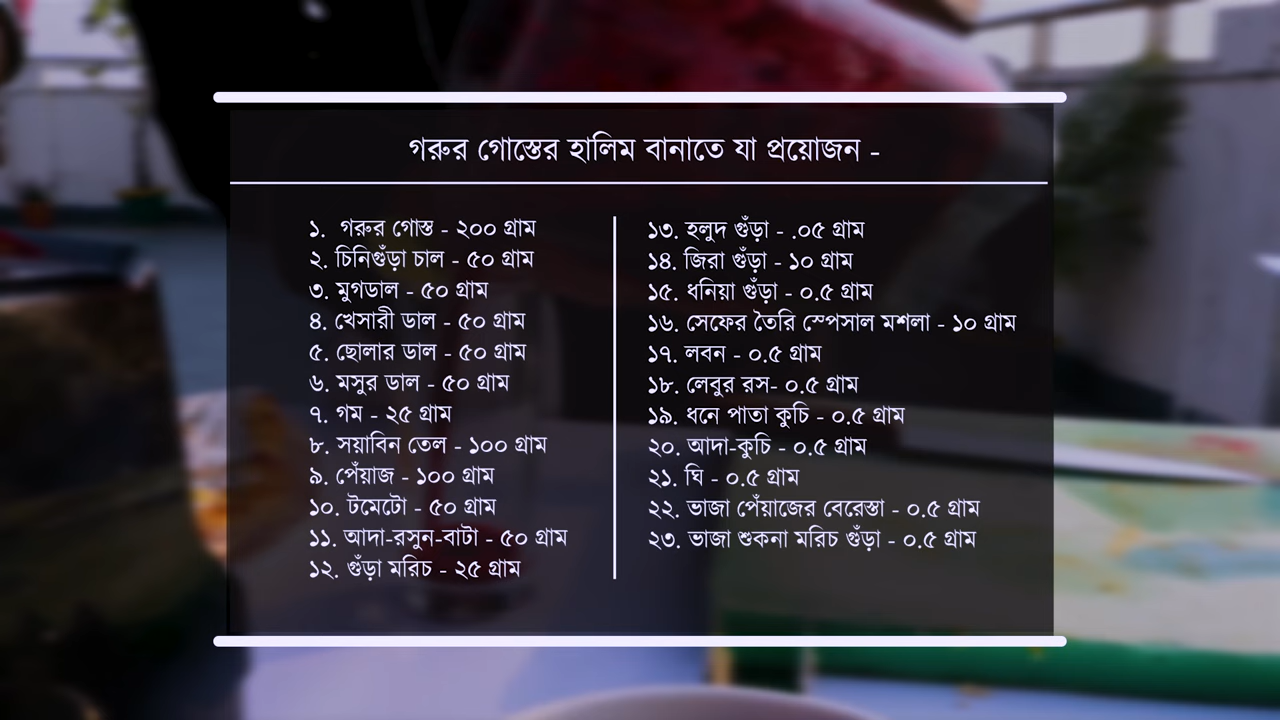 গরুর গোস্তের হালিম বানাতে যা প্রয়োজন -
১. গরুর গোস্ত - ২০০ গ্রাম
২. চিনিগুঁড়া চাল - ৫০ গ্রাম
৩. মুগডাল - ৫০ গ্রাম
৪. খেসারী ডাল - ৫০ গ্রাম
৫. ছোলার ডাল - ৫০ গ্রাম
৬. মসুর ডাল - ৫০ গ্রাম
৭. গম - ২৫ গ্রাম
৮. সয়াবিন তেল - ১০০ গ্রাম
৯. পেঁয়াজ - ১০০ গ্রাম
১০. টমেটো - ৫০ গ্রাম
১১. আদা-রসুন-বাটা - ৫০ গ্রাম
১২. গুঁড়া মরিচ - ২৫ গ্রাম
১৩. হলুদ গুঁড়া - .০৫ গ্রাম
১৪. জিরা গুঁড়া - ১০ গ্রাম
১৫. ধনিয়া গুঁড়া - ০.৫ গ্রাম
১৬. সেফের তৈরি স্পেসাল মশলা - ১০ গ্রাম
১৭. লবন - ০.৫ গ্রাম
১৮. লেবুর রস- ০.৫ গ্রাম
১৯. ধনে পাতা কুচি - ০.৫ গ্রাম
২০. আদা-কুচি - ০.৫ গ্রাম
২১. ঘি - ০.৫ গ্রাম
২২. ভাজা পেঁয়াজের বেরেস্তা - ০.৫ গ্রাম
২৩. ভাজা শুকনা মরিচ গুঁড়া - ০.৫ গ্রাম